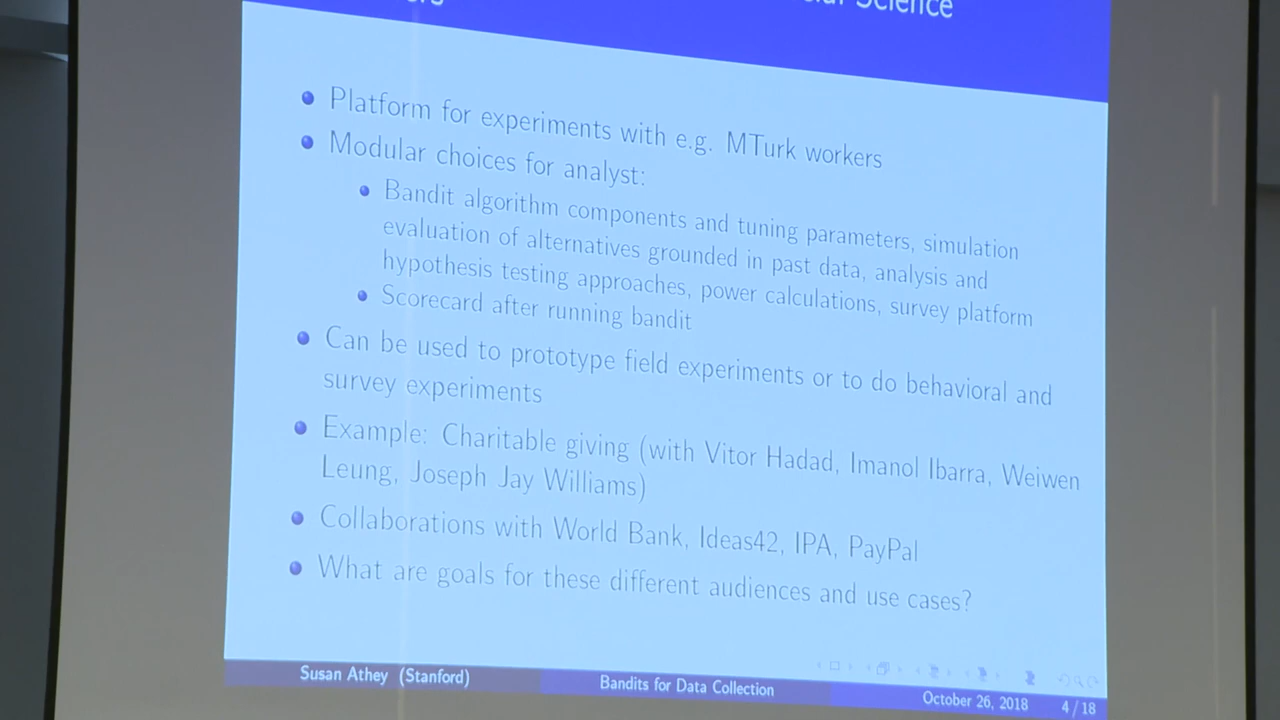 Science
Platform for experiments with e.g. MTurk workers
Modular choices for analyst:
Bandit algorithm components and tuning parameters, simulation
evaluation of alternatives grounded in past data, analysis and
hypothesis testing approaches, power calculations, survey platform
Scorecard after running bandit
Can be used to prototype field experiments or to do behavioral and
survey experiments
Example: Charitable giving (with Vitor Hadad, Imanol Ibarra, Weiwen
Leung, Joseph Jay Williams)
Collaborations with World Bank, Ideas42, IPA, PayPal
What are goals for these different audiences and use cases?
Susan Athey (Stanford)
Bandits for Data Collection
October 26, 2018
4/18